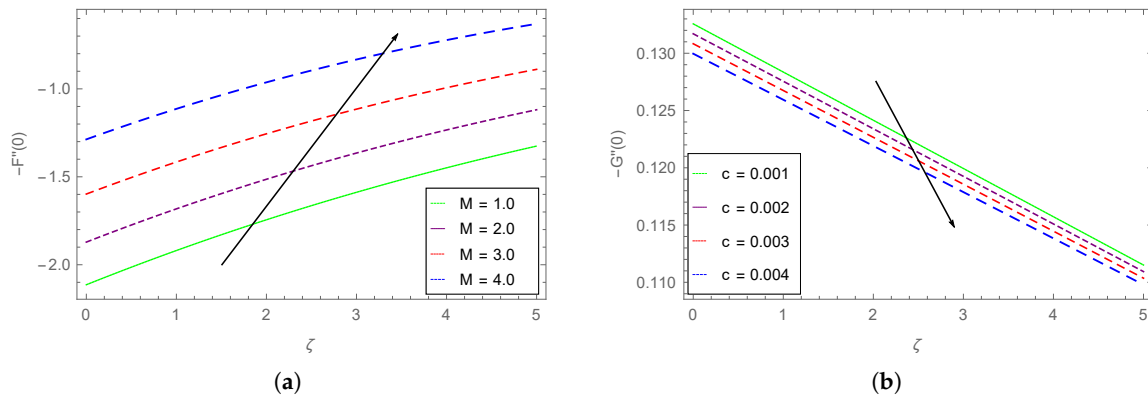 -1.0
-1.5
-2.0
-F''(0)
0 1 2 3 4 5
ζ
M = 1.0
M = 2.0
M = 3.0
M = 4.0
(a)
0.130
0.125
0.120
0.115
0.110
-G''(0)
0 1 2 3 4 5
ζ
c = 0.001
c = 0.002
c = 0.003
c = 0.004
(b)